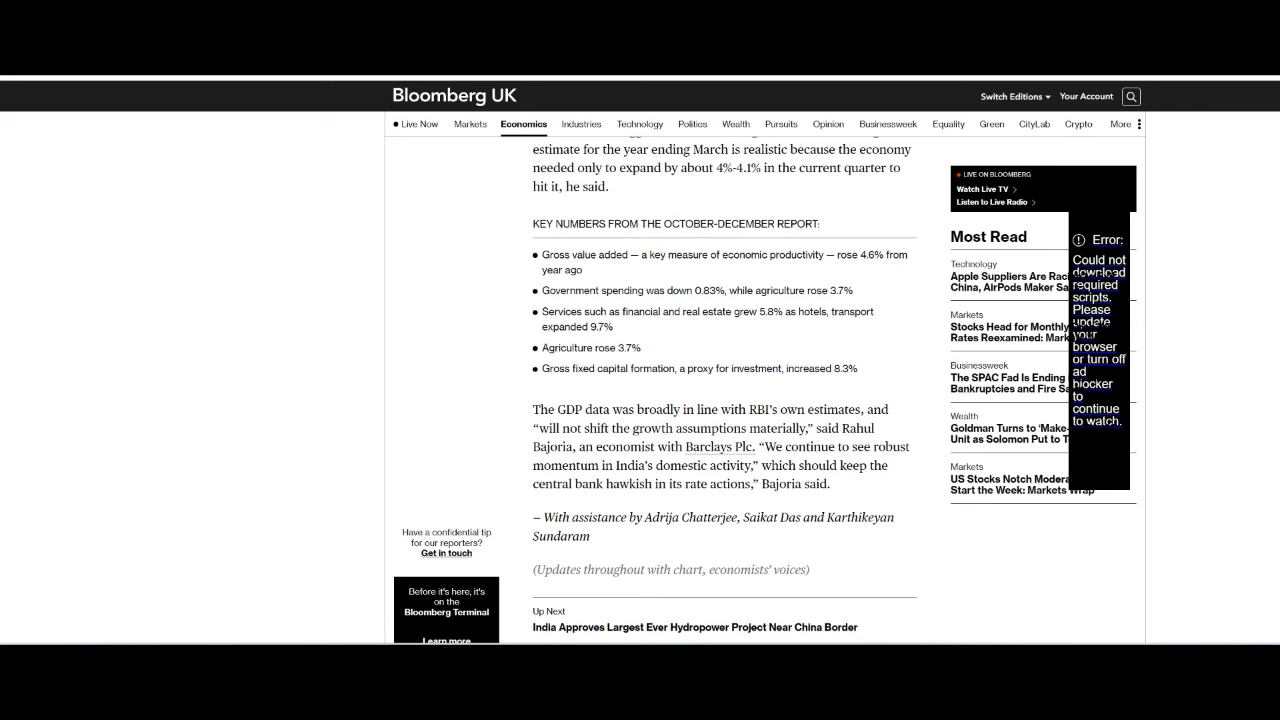 Bloomberg UK
Switch Editions
Your Account
Live Now Markets Economics Industries Technology Politics Wealth Pursuits Opinion Businessweek Equality Green CityLab Crypto More
estimate for the year ending March is realistic because the economy
needed only to expand by about 4%-4.1% in the current quarter to
hit it, he said.
KEY NUMBERS FROM THE OCTOBER-DECEMBER REPORT:
Gross value added — a key measure of economic productivity — rose 4.6% from
year ago
Government spending was down 0.83%, while agriculture rose 3.7%
Services such as financial and real estate grew 5.8% as hotels, transport
expanded 9.7%
Agriculture rose 3.7%
Gross fixed capital formation, a proxy for investment, increased 8.3%
The GDP data was broadly in line with RBI's own estimates, and
“will not shift the growth assumptions materially,” said Rahul
Bajoria, an economist with Barclays Plc. “We continue to see robust
momentum in India's domestic activity,” which should keep the
central bank hawkish in its rate actions,” Bajoria said.
— With assistance by Adrija Chatterjee, Saikat Das and Karthikeyan
Sundaram
(Updates throughout with chart, economists' voices)
Up Next
India Approves Largest Ever Hydropower Project Near China Border
Have a confidential tip
for our reporters?
Get in touch
Before it's here, it's
on the
Bloomberg Terminal
Learn more
LIVE ON BLOOMBERG
Watch Live TV
Listen to Live Radio
Most Read
Technology
Apple Suppliers Are
China, AirPods Maker
Markets
Stocks Head for Monthly
Rates Reexamined:
Businessweek
The SPAC Fad Is Ending
Bankruptcies and Fire
Wealth
Goldman Turns to
Unit as Solomon Put to
Markets
US Stocks Notch
Start the Week: Markets Wrap
Error:
Could not
download
required
scripts.
Please
update
your
browser
or turn off
ad
blocker
to
continue
to watch.